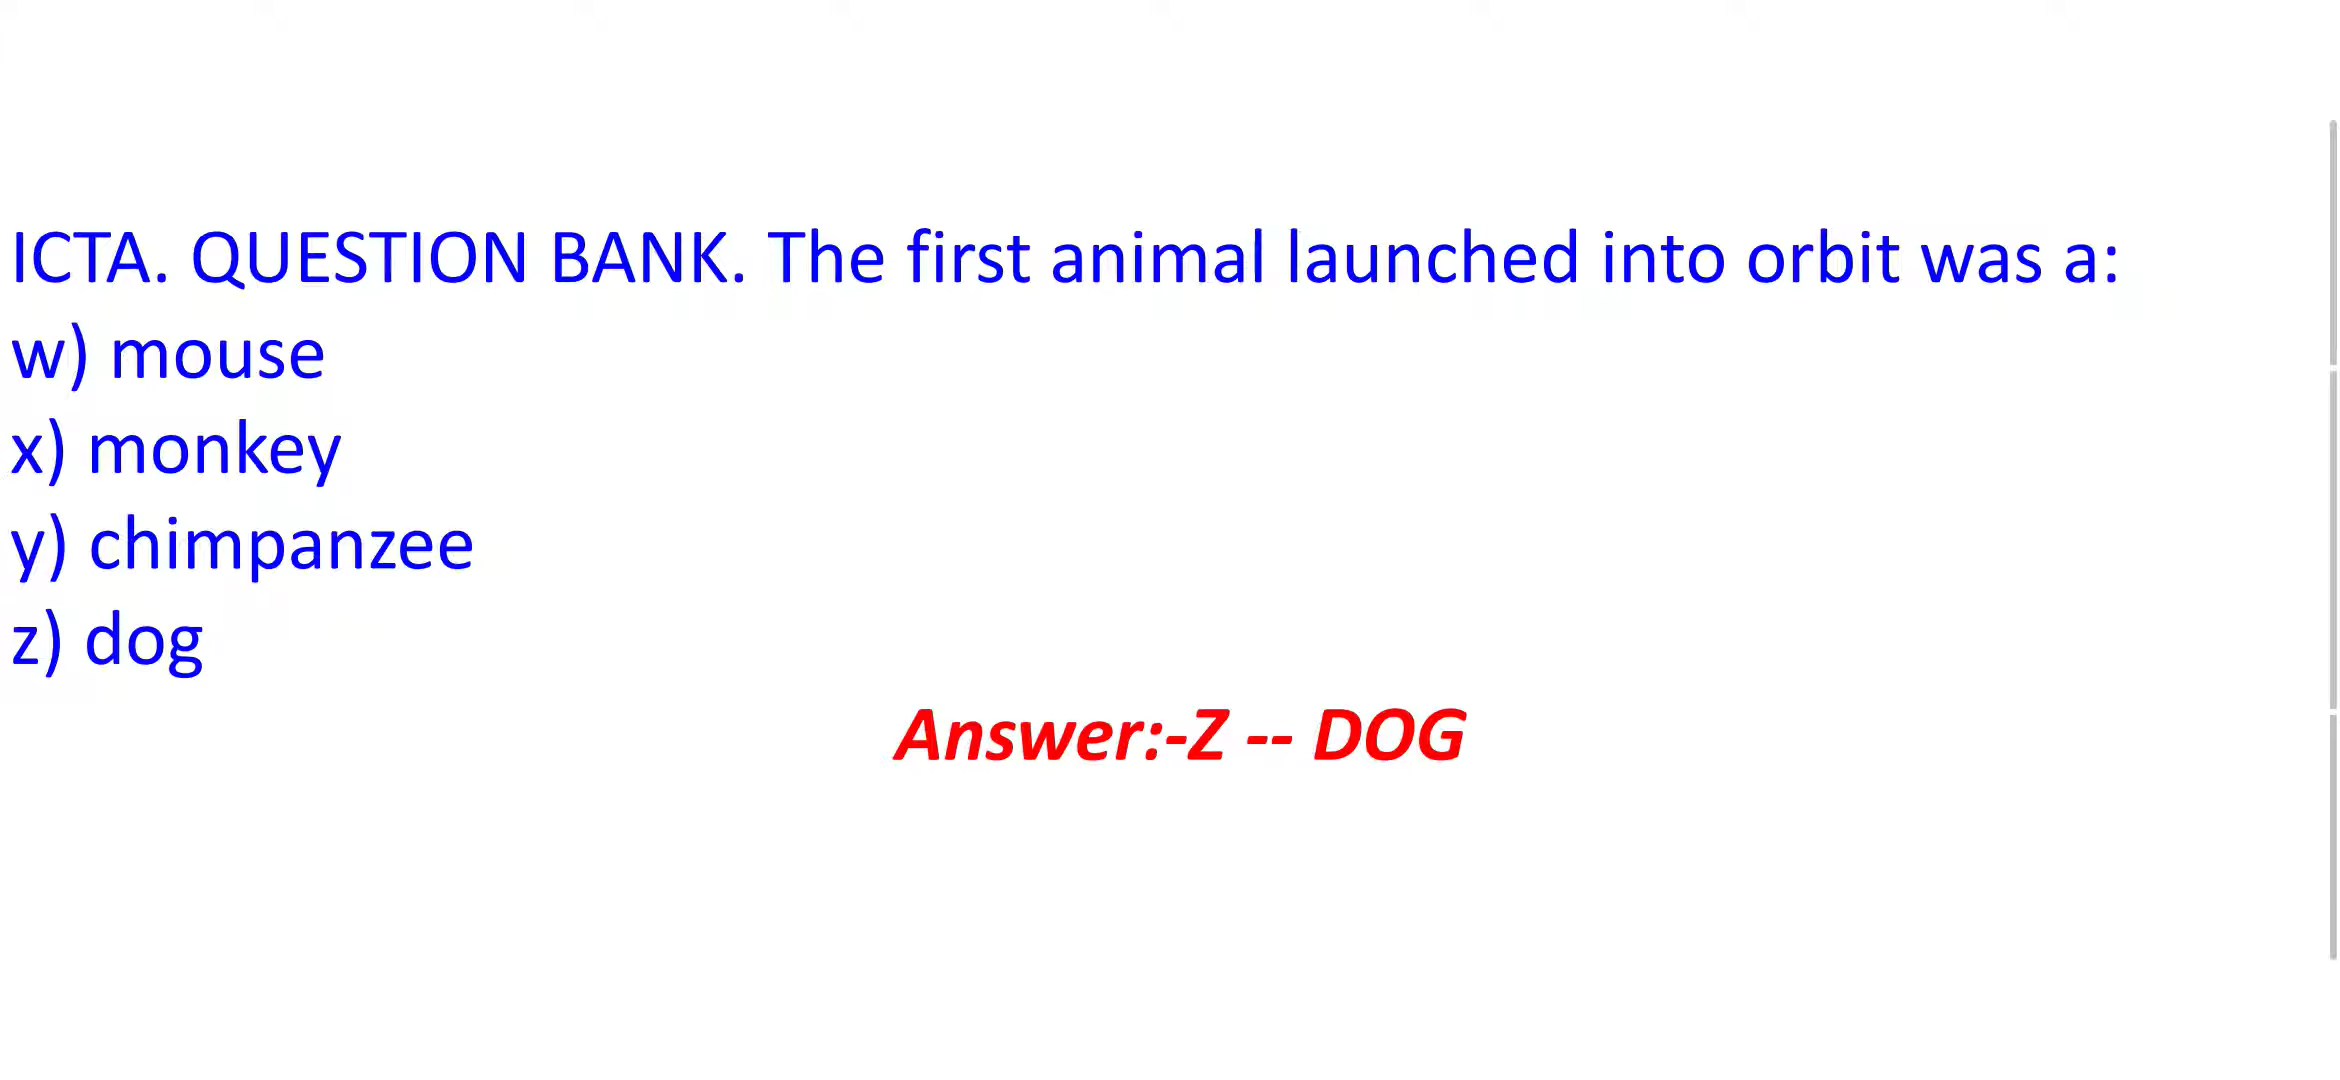 ICTA. QUESTION BANK. The first animal launched into orbit was a:
w) mouse
x) monkey
y) chimpanzee
z) dog
Answer:-Z -- DOG